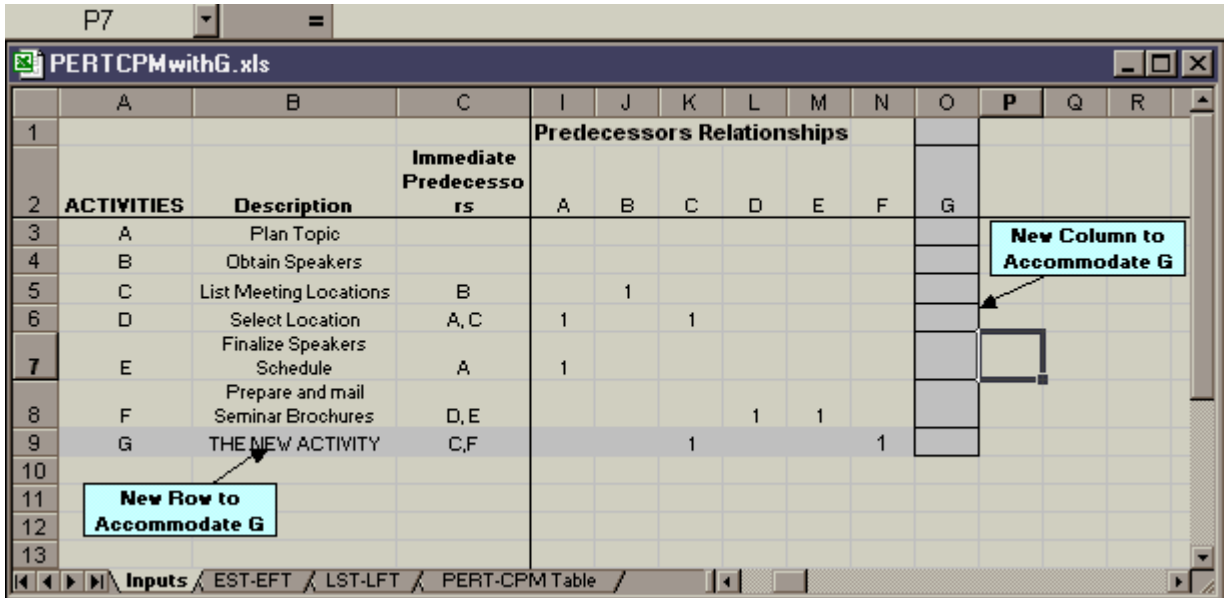 P7 =
PERTCPMwithG.xls
A B C I J K L M N O P Q R
1 Predecessors Relationships
Immediate
Predecesso
2 ACTIVITIES Description rs A B C D E F G
3 A Plan Topic
New Column to
4 B Obtain Speakers
Accommodate G
5 C List Meeting Locations B 1
6 D Select Location A, C 1 1
Finalize Speakers
7 E Schedule A 1
Prepare and mail
8 F Seminar Brochures D, E 1 1
9 G THE NEW ACTIVITY C,F 1 1
10
11 New Row to
12 Accommodate G
13
Inputs EST-EFT LST-LFT PERT-CPM Table